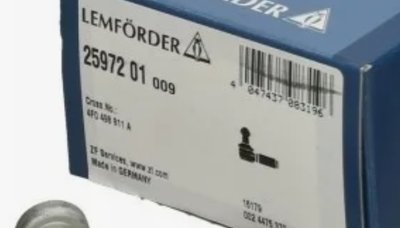 LEMFÖRDER
LEMFÖRDER
25972 01 009
4 047437 083196
Cross No.:
4F0 498 811 A
ZF Services, www.zf.com
Made in GERMANY
16179